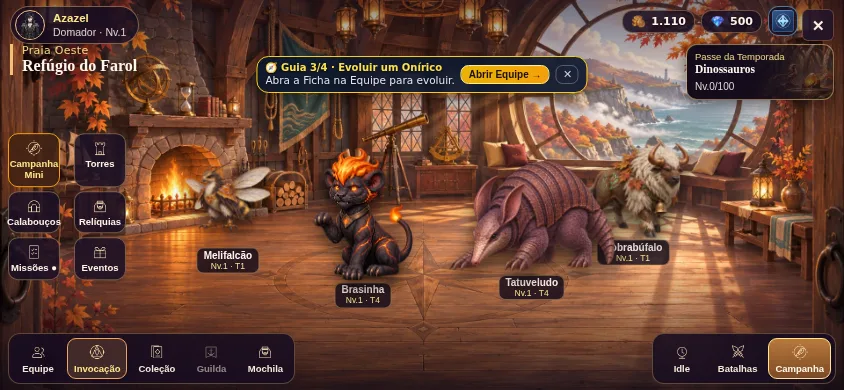 Azazel
Domador · Nv.1
1.110
500
×
Praia Oeste
Refúgio do Farol
🧭 Guia 3/4 · Evoluir um Onírico
Abra a Ficha na Equipe para evoluir.
Abrir Equipe →
×
Passe da Temporada
Dinossauros
Nv.0/100
Campanha
Mini
Torres
Calabouços
Relíquias
Missões •
Eventos
Melifalcão
Nv.1 · T1
Brasinha
Nv.1 · T4
Tatuveludo
Nv.1 · T4
obrabúfalo
Nv.1 · T1
Equipe
Invocação
Coleção
Guilda
Mochila
Idle
Batalhas
Campanha